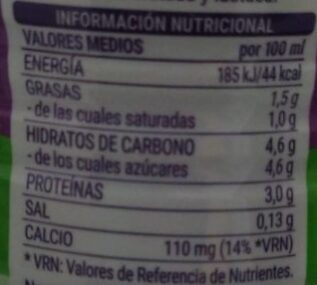 INFORMACIÓN NUTRICIONAL
VALORES MEDIOS por 100 ml
ENERGÍA 185 kJ/44 kcal
GRASAS 1,5 g
- de las cuales saturadas 1,0 g
HIDRATOS DE CARBONO 4,6 g
- de los cuales azúcares 4,6 g
PROTEÍNAS 3,0 g
SAL 0,13 g
CALCIO 110 mg (14% *VRN)
* VRN: Valores de Referencia de Nutrientes.